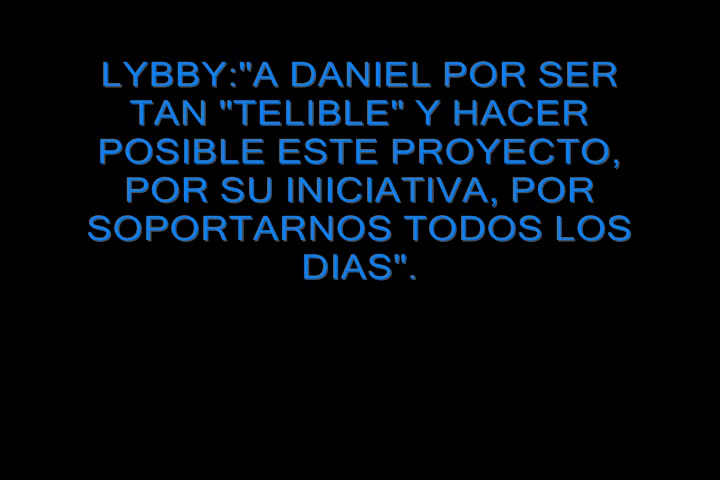 LYBBY:"A DANIEL POR SER
TAN "TELIBLE" Y HACER
POSIBLE ESTE PROYECTO,
POR SU INICIATIVA, POR
SOPORTARNOS TODOS LOS
DIAS".